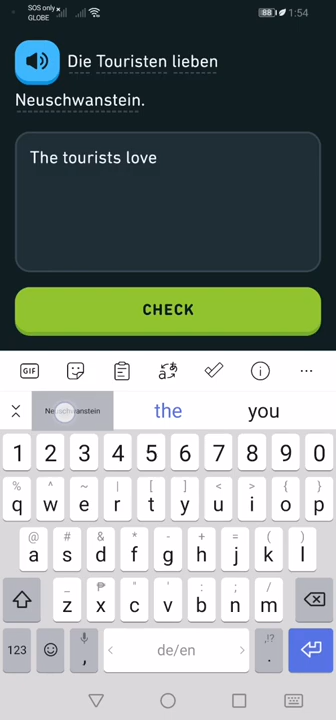 SOS only
GLOBE
88
1:54
Die Touristen lieben
Neuschwanstein.
The tourists love
CHECK
GIF
Neuschwanstein the you
1 2 3 4 5 6 7 8 9 0
% ^ ~ | [ ] < > { }
q w e r t y u i o p
@ # & * - + = ( )
a s d f g h j k l
₱ " ' : ; /
z x c v b n m
123 , de/en ,!? .